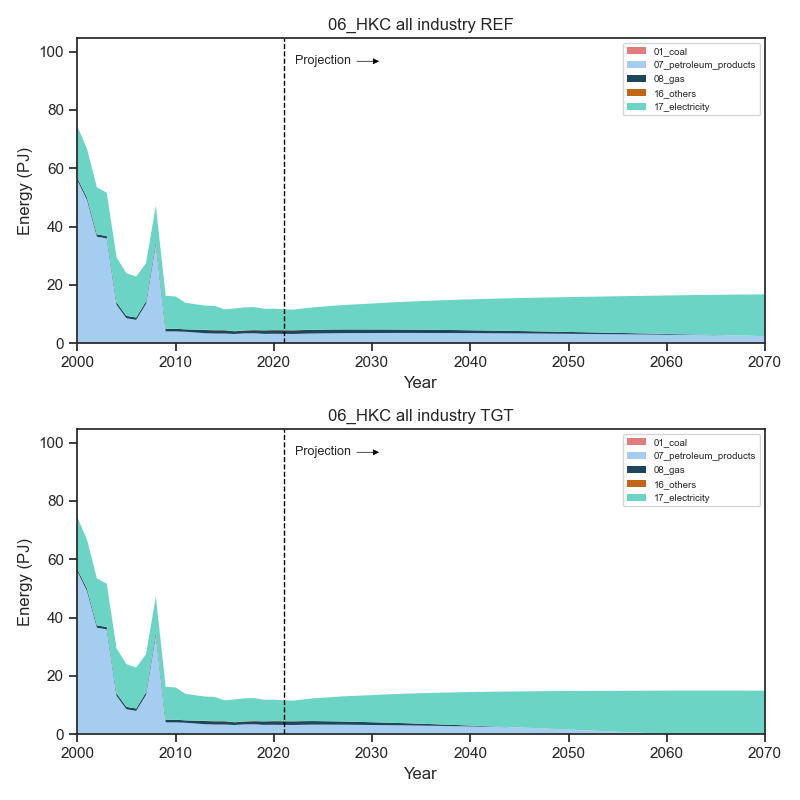 06_HKC all industry REF
Energy (PJ)
100
80
60
40
20
0
Projection
01_coal
07_petroleum_products
08_gas
16_others
17_electricity
2000 2010 2020 2030 2040 2050 2060 2070
Year
06_HKC all industry TGT
Energy (PJ)
100
80
60
40
20
0
Projection
01_coal
07_petroleum_products
08_gas
16_others
17_electricity
2000 2010 2020 2030 2040 2050 2060 2070
Year